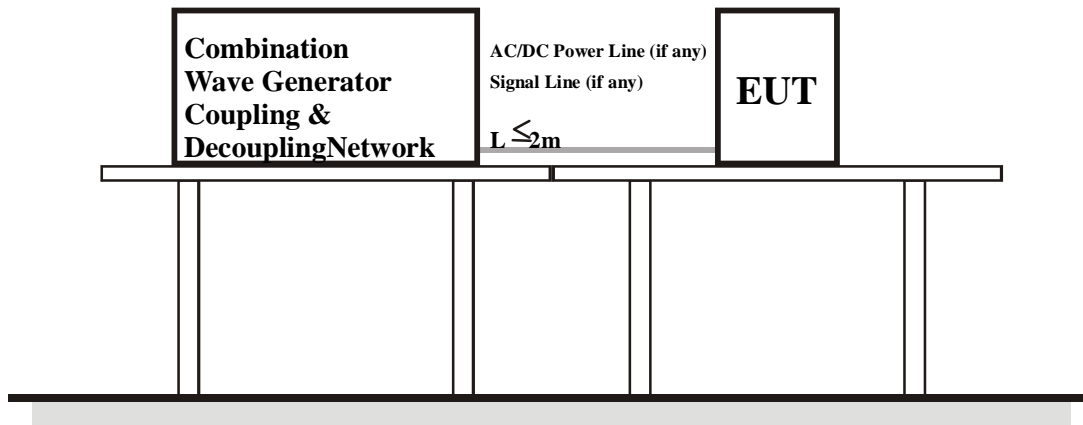 Combination
Wave Generator
Coupling &
DecouplingNetwork
AC/DC Power Line (if any)
Signal Line (if any)
L ≤2m
EUT